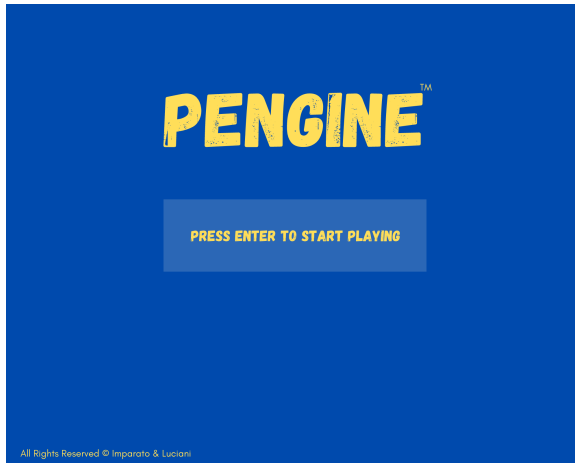 PENGINE™
PRESS ENTER TO START PLAYING
All Rights Reserved © Imparato & Luciani